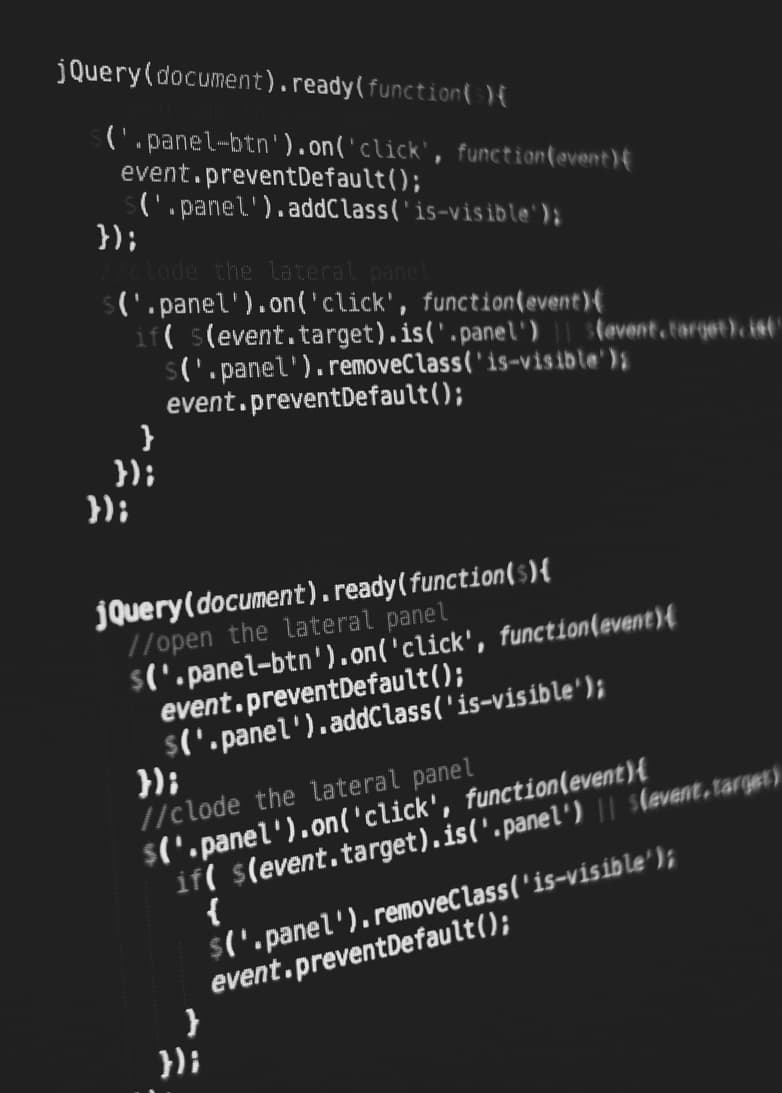 jQuery(document).ready(function( ){
$('.panel-btn').on('click', function(event){
event.preventDefault();
$('.panel').addClass('is-visible');
});
//clode the lateral panel
$('.panel').on('click', function(event){
if( $(event.target).is('.panel') || $(event.target).is('
$('.panel').removeClass('is-visible');
event.preventDefault();
}
});
});
jQuery(document).ready(function($){
//open the lateral panel
$('.panel-btn').on('click', function(event){
event.preventDefault();
$('.panel').addClass('is-visible');
});
//clode the lateral panel
$('.panel').on('click', function(event){
if( $(event.target).is('.panel') || $(event.target)
{
$('.panel').removeClass('is-visible');
event.preventDefault();
}
});